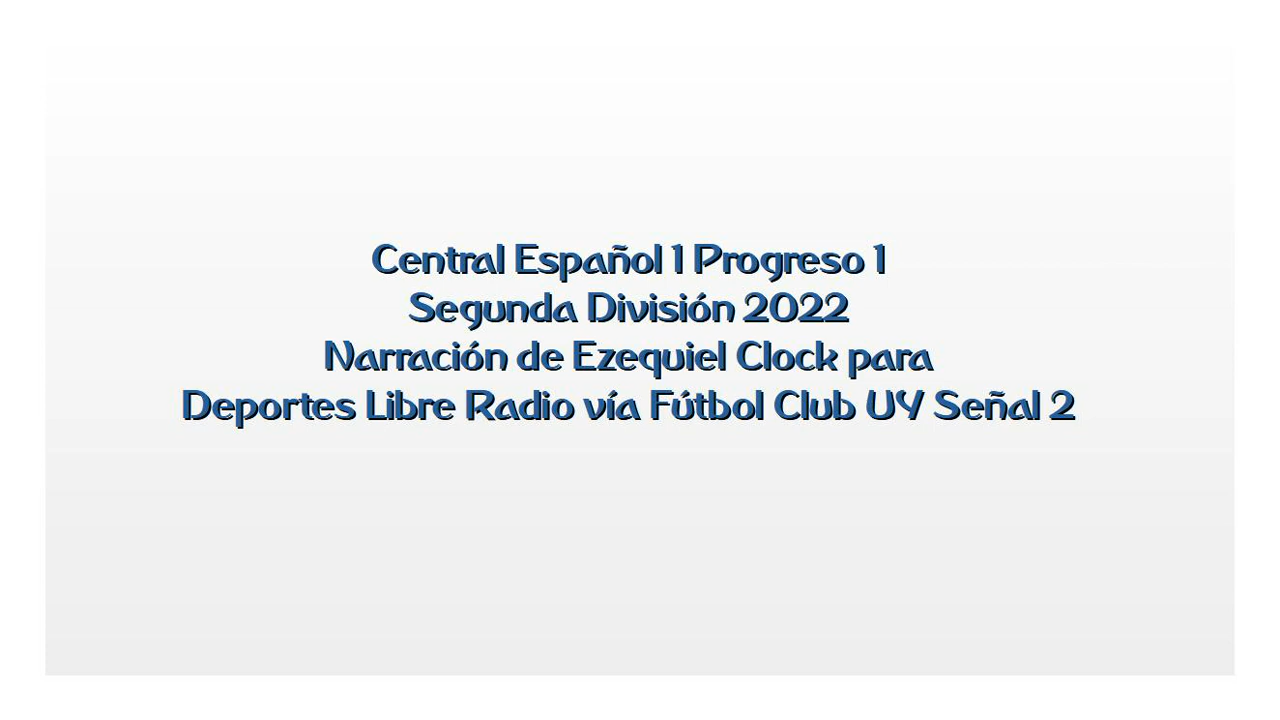 Central Español 1 Progreso 1
Segunda División 2022
Narración de Ezequiel Clock para
Deportes Libre Radio vía Fútbol Club UY Señal 2